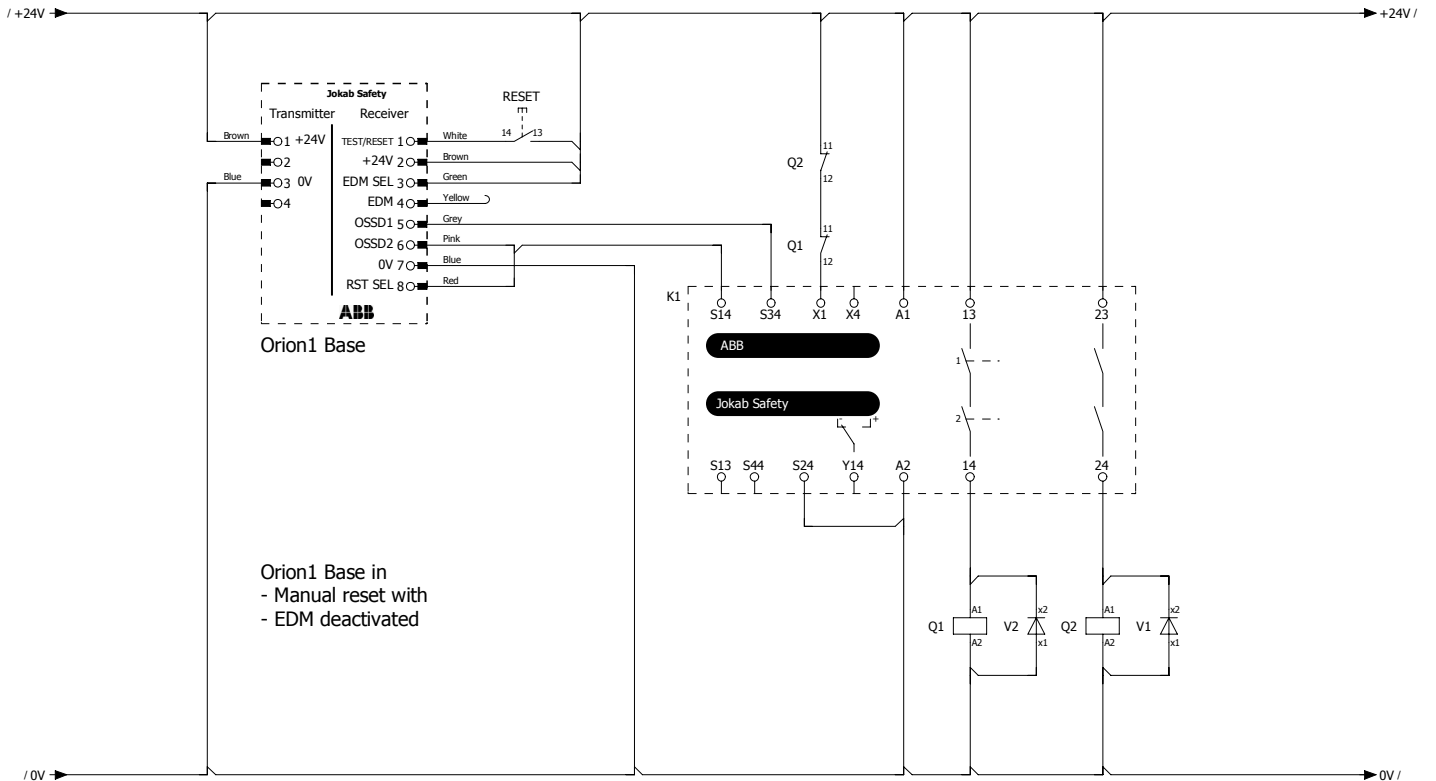 / +24V
+24V /
Jokab Safety
Transmitter Receiver
RESET
Brown 1 +24V TEST/RESET 1 White 14 13
2 +24V 2 Brown
Blue 3 0V EDM SEL 3 Green
4 EDM 4 Yellow
OSSD1 5 Grey
OSSD2 6 Pink
0V 7 Blue
RST SEL 8 Red
ABB
Orion1 Base
11
Q2
12
11
Q1
12
K1
S14 S34 X1 X4 A1 13 23
ABB
1
Jokab Safety
2
- +
S13 S44 S24 Y14 A2 14 24
Orion1 Base in
- Manual reset with
- EDM deactivated
A1 x2 A1 x2
Q1 V2 Q2 V1
A2 x1 A2 x1
/ 0V
0V /